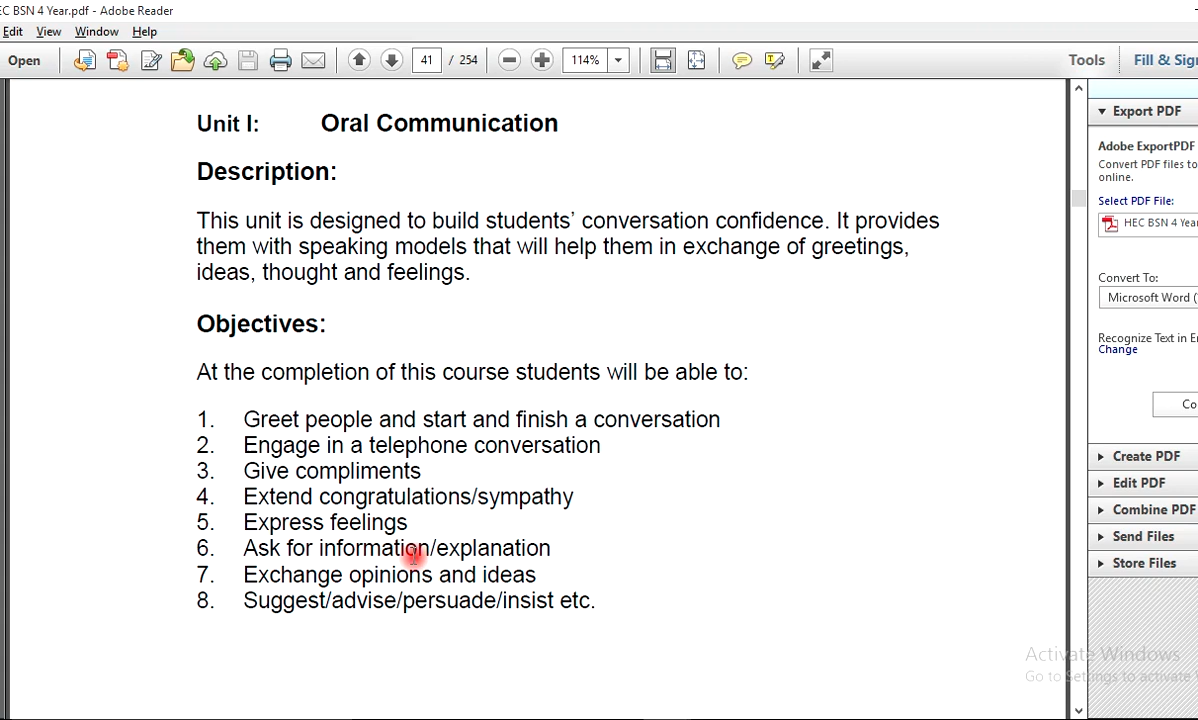 EC BSN 4 Year.pdf - Adobe Reader
Edit View Window Help
Open 41 / 254 114% Tools Fill & Sign
Unit I: Oral Communication
Description:
This unit is designed to build students’ conversation confidence. It provides
them with speaking models that will help them in exchange of greetings,
ideas, thought and feelings.
Objectives:
At the completion of this course students will be able to:
1. Greet people and start and finish a conversation
2. Engage in a telephone conversation
3. Give compliments
4. Extend congratulations/sympathy
5. Express feelings
6. Ask for information/explanation
7. Exchange opinions and ideas
8. Suggest/advise/persuade/insist etc.
Export PDF
Adobe ExportPDF
Convert PDF files to
online.
Select PDF File:
HEC BSN 4 Year
Convert To:
Microsoft Word (
Recognize Text in E
Change
Co
Create PDF
Edit PDF
Combine PDF
Send Files
Store Files
Activate Windows
Go to Settings to activate